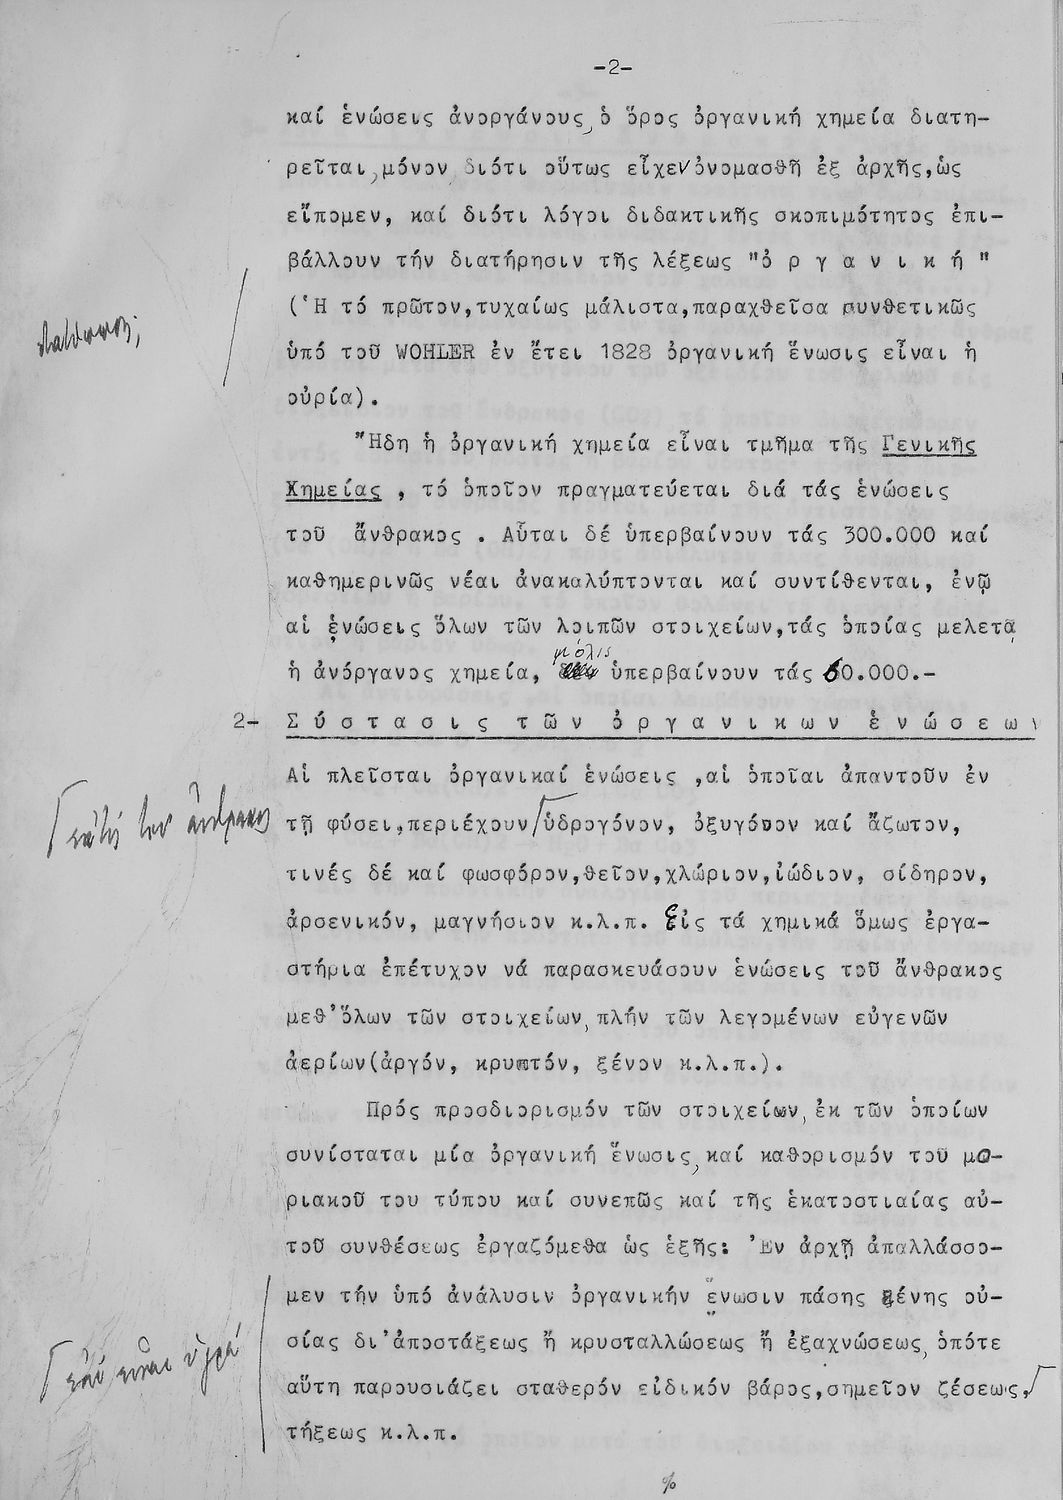 -2-
καί ἑνώσεις ἀνοργάνους, ὁ ὅρος ὀργανική χημεία διατη-
ρεῖται, μόνον διότι οὕτως εἶχεν ὀνομασθῆ ἐξ ἀρχῆς, ὡς
εἴπομεν, καί διότι λόγοι διδακτικῆς σκοπιμότητος ἐπι-
βάλλουν τήν διατήρησιν τῆς λέξεως "ὀ ρ γ α ν ι κ ή "
(Ἡ τό πρῶτον, τυχαίως μάλιστα, παραχθεῖσα συνθετικῶς
ὑπό τοῦ WOHLER ἐν ἔτει 1828 ὀργανική ἕνωσις εἶναι ἡ
οὐρία).
Ἤδη ἡ ὀργανική χημεία εἶναι τμῆμα τῆς Γενικῆς
Χημείας , τό ὁποῖον πραγματεύεται διά τάς ἑνώσεις
τοῦ ἄνθρακος . Αὗται δέ ὑπερβαίνουν τάς 300.000 καί
καθημερινῶς νέαι ἀνακαλύπτονται καί συντίθενται, ἐνῷ
αἱ ἑνώσεις ὅλων τῶν λοιπῶν στοιχείων, τάς ὁποίας μελετᾷ
μόλις
ἡ ἀνόργανος χημεία, ὑπερβαίνουν τάς 60.000.-
2- Σ ύ σ τ α σ ι ς τ ῶ ν ὀ ρ γ α ν ι κ ω ν ἑ ν ώ σ ε ω ν
Αἱ πλεῖσται ὀργανικαί ἑνώσεις , αἱ ὁποῖαι ἀπαντοῦν ἐν
ἐκτός τοῦ ἄνθρακος
τῇ φύσει, περιέχουν ὑδρογόνον, ὀξυγόνον καί ἄζωτον,
τινές δέ καί φωσφόρον, θεῖον, χλώριον, ἰώδιον, σίδηρον,
ἀρσενικόν, μαγνήσιον κ.λ.π. Εἰς τά χημικά ὅμως ἐργα-
στήρια ἐπέτυχον νά παρασκευάσουν ἑνώσεις τοῦ ἄνθρακος
μεθ'ὅλων τῶν στοιχείων, πλήν τῶν λεγομένων εὐγενῶν
ἀερίων(ἀργόν, κρυπτόν, ξένον κ.λ.π.).
Πρός προσδιορισμόν τῶν στοιχείων, ἐκ τῶν ὁποίων
συνίσταται μία ὀργανική ἕνωσις, καί καθορισμόν του μο-
ριακοῦ του τύπου καί συνεπῶς καί τῆς ἑκατοστιαίας αὐ-
τοῦ συνθέσεως ἐργαζόμεθα ὡς ἑξῆς: Ἐν ἀρχῇ ἀπαλλάσσο-
μεν τήν ὑπό ἀνάλυσιν ὀργανικήν ἕνωσιν πάσης ξένης οὐ-
σίας δι'ἀποστάξεως ἤ κρυσταλλώσεως ἤ ἐξαχνώσεως, ὁπότε
ἐάν εἶναι ὑγρά
αὕτη παρουσιάζει σταθερόν εἰδικόν βάρος, σημεῖον ζέσεως,
τήξεως κ.λ.π.
%